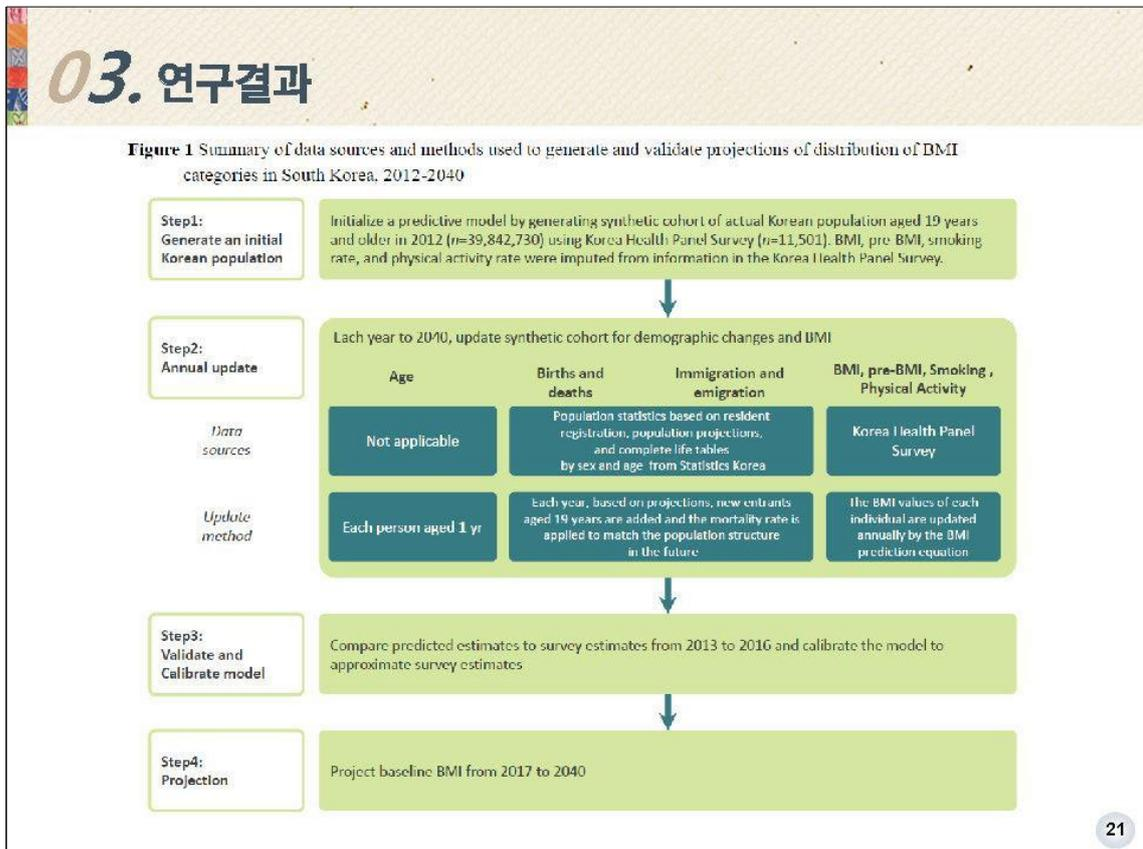 03. 연구결과
Figure 1 Summary of data sources and methods used to generate and validate projections of distribution of BMI
categories in South Korea, 2012-2040
Step1:
Generate an initial
Korean population
Initialize a predictive model by generating synthetic cohort of actual Korean population aged 19 years
and older in 2012 (n=39,842,730) using Korea Health Panel Survey (n=11,501). BMI, pre-BMI, smoking
rate, and physical activity rate were imputed from information in the Korea Health Panel Survey.
Step2:
Annual update
Each year to 2040, update synthetic cohort for demographic changes and BMI
Age
Births and
deaths
Immigration and
emigration
BMI, pre-BMI, Smoking ,
Physical Activity
Data
sources
Not applicable
Population statistics based on resident
registration, population projections,
and complete life tables
by sex and age from Statistics Korea
Korea Health Panel
Survey
Update
method
Each person aged 1 yr
Each year, based on projections, new entrants
aged 19 years are added and the mortality rate is
applied to match the population structure
in the future
The BMI values of each
individual are updated
annually by the BMI
prediction equation
Step3:
Validate and
Calibrate model
Compare predicted estimates to survey estimates from 2013 to 2016 and calibrate the model to
approximate survey estimates
Step4:
Projection
Project baseline BMI from 2017 to 2040
21